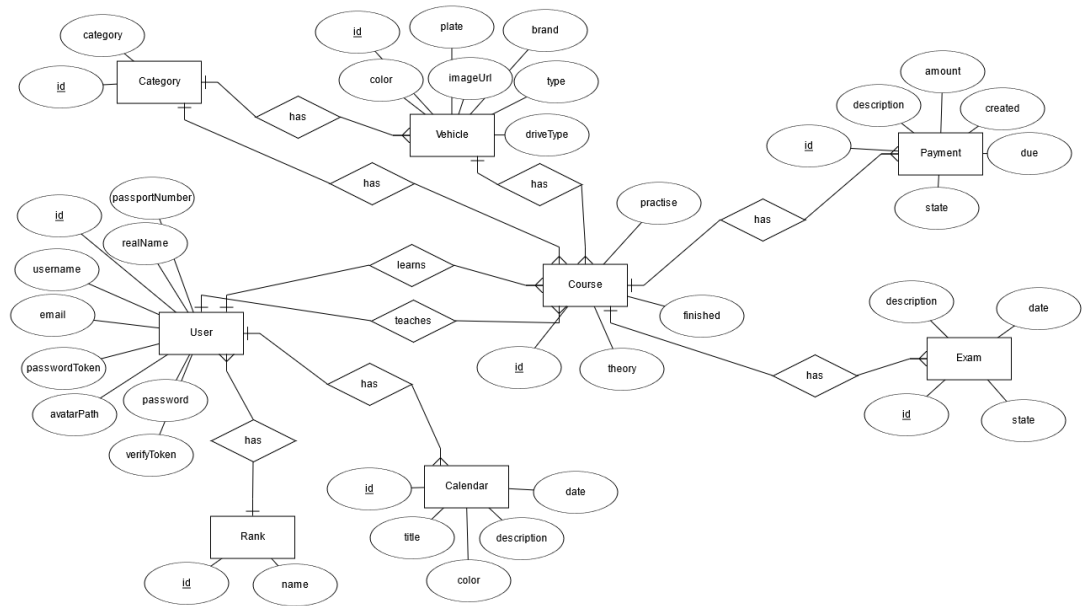 category
id
Category
id
plate
brand
color
imageUrl
type
Vehicle
driveType
has
has
has
amount
description
created
id
Payment
due
state
has
passportNumber
id
realName
username
email
User
passwordToken
avatarPath
password
verifyToken
learns
teaches
practise
Course
finished
id
theory
description
date
Exam
has
id
state
has
has
id
Calendar
date
title
description
color
Rank
id
name